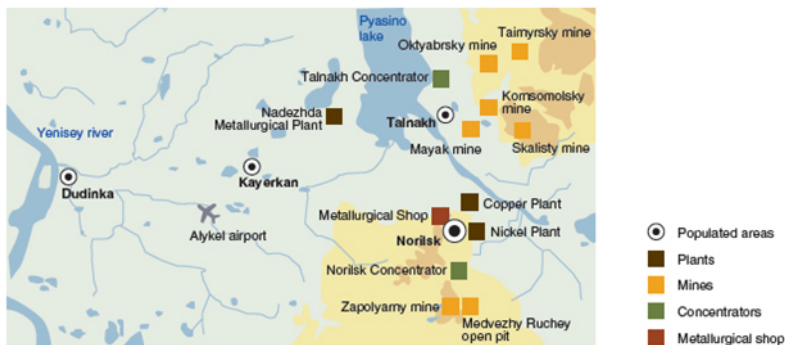 Pyasino
lake
Taimyrsky mine
Oktyabrsky mine
Talnakh Concentrator
Komsomolsky
mine
Nadezhda
Metallurgical Plant
Talnakh
Yenisey river
Mayak mine
Skalisty mine
Kayerkan
Dudinka
Copper Plant
Metallurgical Shop
Alykel airport
Norilsk
Nickel Plant
Norilsk Concentrator
Zapolyarny mine
Medvezhy Ruchey
open pit
Populated areas
Plants
Mines
Concentrators
Metallurgical shop